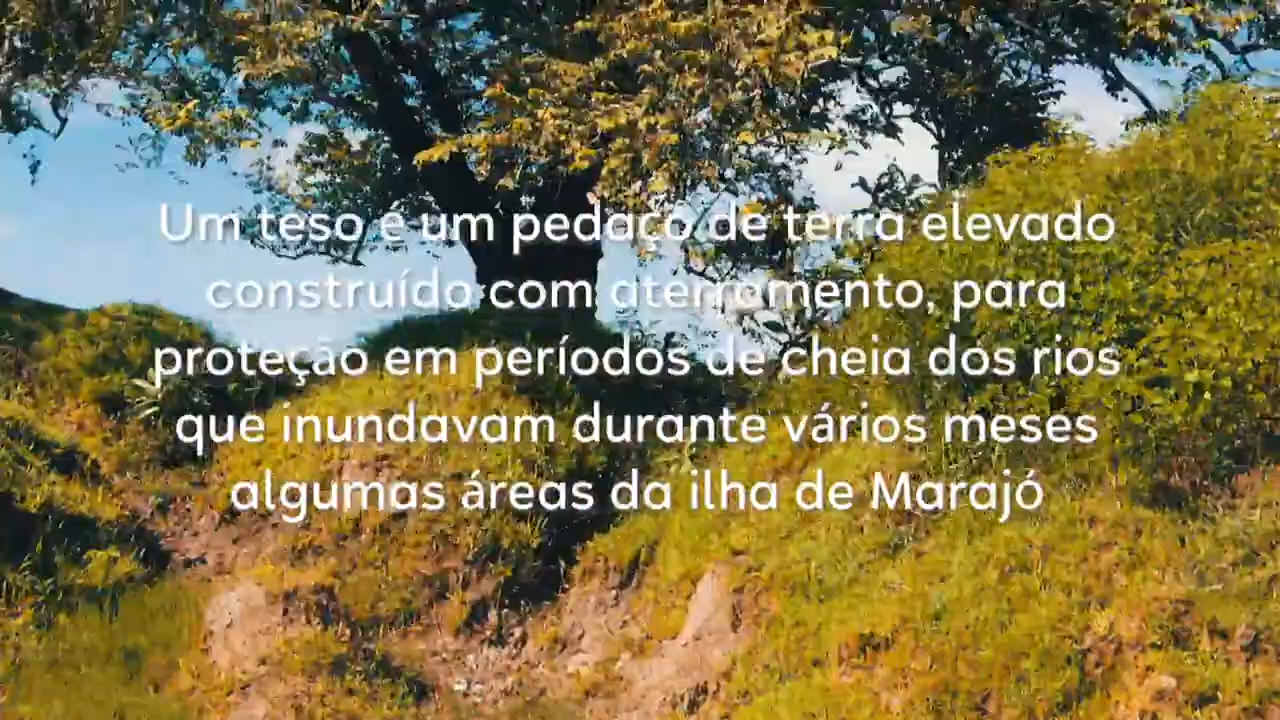 Um teso é um pedaço de terra elevado
construído com aterramento, para
proteção em períodos de cheia dos rios
que inundavam durante vários meses
algumas áreas da ilha de Marajó